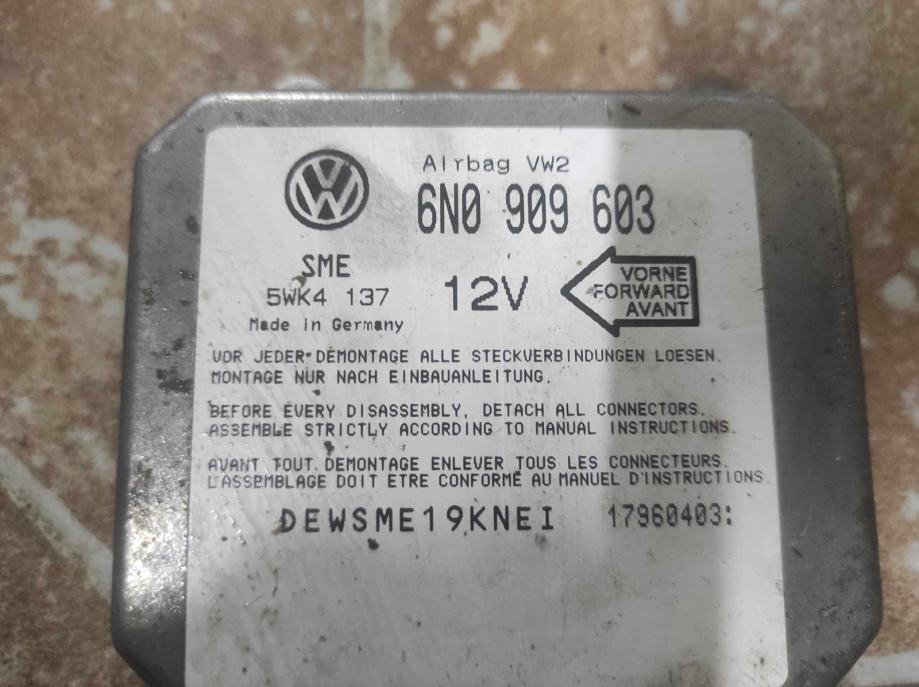 Airbag VW2
6N0 909 603
SME
5WK4 137
Made in Germany
12V
VORNE
FORWARD
AVANT
VOR JEDER DEMONTAGE ALLE STECKVERBINDUNGEN LOESEN.
MONTAGE NUR NACH EINBAUANLEITUNG.
BEFORE EVERY DISASSEMBLY, DETACH ALL CONNECTORS.
ASSEMBLE STRICTLY ACCORDING TO MANUAL INSTRUCTIONS.
AVANT TOUT DEMONTAGE ENLEVER TOUS LES CONNECTEURS.
L'ASSEMBLAGE DOIT ETRE CONFORME AU MANUEL D'INSTRUCTIONS.
DEWSME19KNEI 17960403: